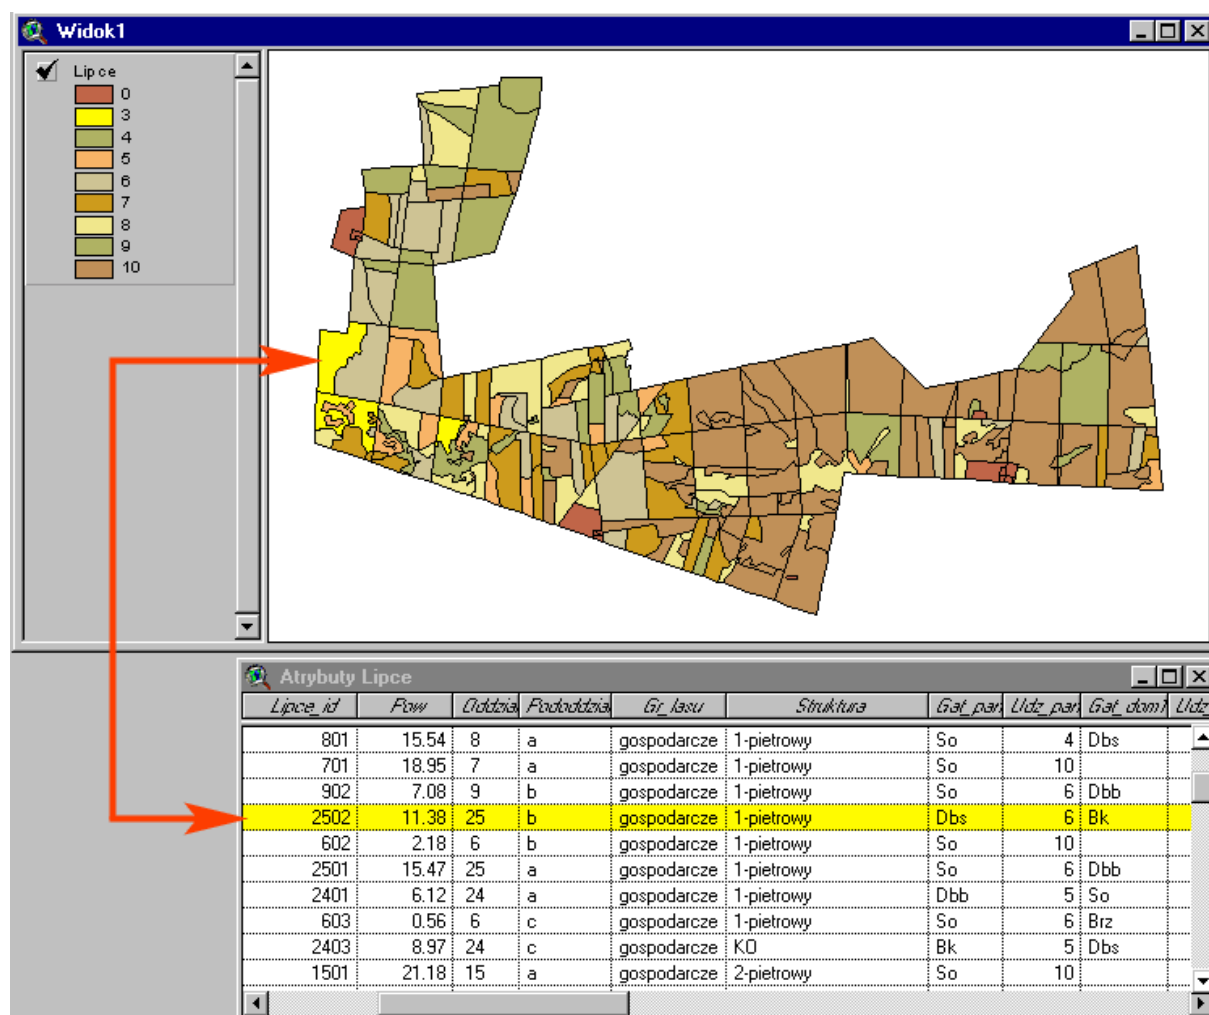 Widok1
Lipce
0
3
4
5
6
7
8
9
10
Atrybuty Lipce
Lipce_id Pow Oddzia Pododdzia Gr_lasu Struktura Gat_pan Udz_pan Gat_dom1 Udz
801 15.54 8 a gospodarcze 1-pietrowy So 4 Dbs
701 18.95 7 a gospodarcze 1-pietrowy So 10
902 7.08 9 b gospodarcze 1-pietrowy So 6 Dbb
2502 11.38 25 b gospodarcze 1-pietrowy Dbs 6 Bk
602 2.18 6 b gospodarcze 1-pietrowy So 10
2501 15.47 25 a gospodarcze 1-pietrowy So 6 Dbb
2401 6.12 24 a gospodarcze 1-pietrowy Dbb 5 So
603 0.56 6 c gospodarcze 1-pietrowy So 6 Brz
2403 8.97 24 c gospodarcze KO Bk 5 Dbs
1501 21.18 15 a gospodarcze 2-pietrowy So 10